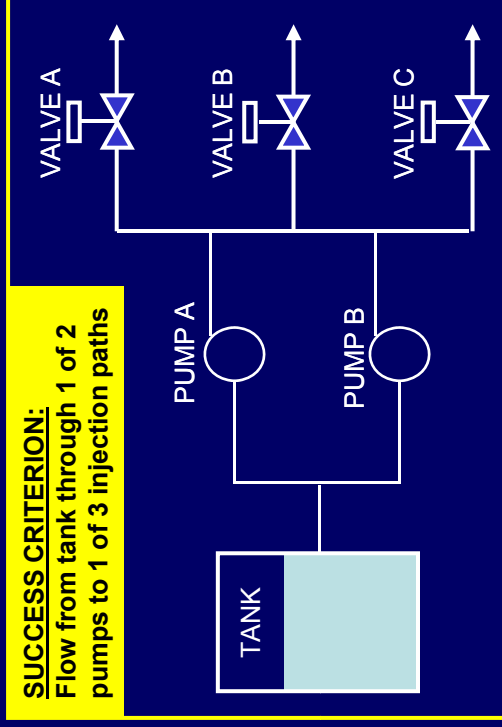 SUCCESS CRITERION:
Flow from tank through 1 of 2
pumps to 1 of 3 injection paths
TANK
PUMP A
PUMP B
VALVE A
VALVE B
VALVE C